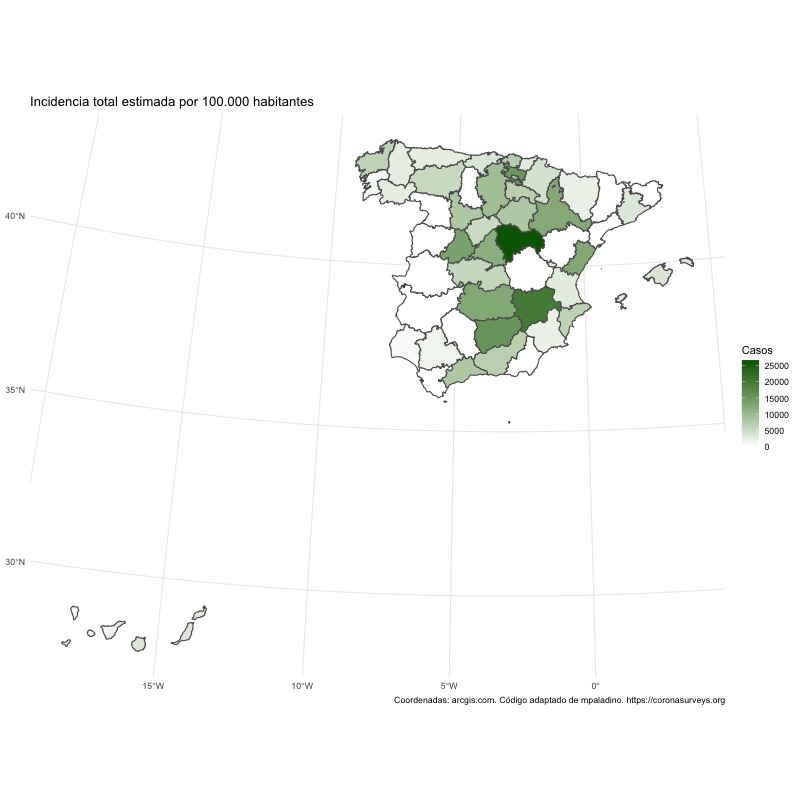 Incidencia total estimada por 100.000 habitantes
40°N
35°N
30°N
15°W
10°W
5°W
0°
Casos
25000
20000
15000
10000
5000
0
Coordenadas: arcgis.com. Código adaptado de mpaladino. https://coronasurveys.org